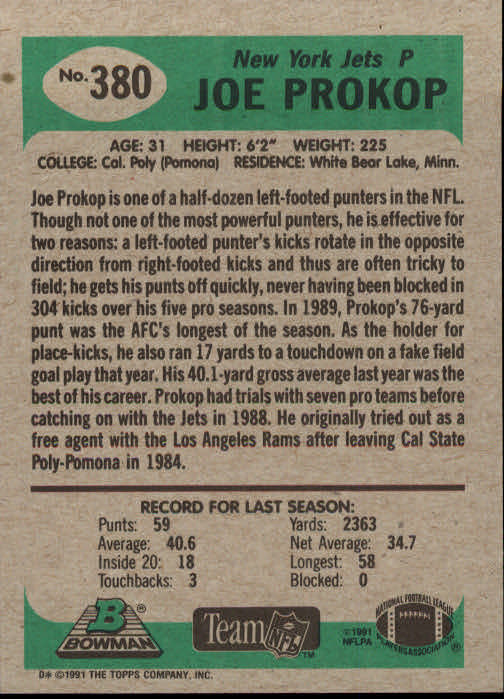 No. 380
New York Jets P
JOE PROKOP
AGE: 31 HEIGHT: 6'2" WEIGHT: 225
COLLEGE: Cal. Poly (Pomona) RESIDENCE: White Bear Lake, Minn.
Joe Prokop is one of a half-dozen left-footed punters in the NFL.
Though not one of the most powerful punters, he is effective for
two reasons: a left-footed punter's kicks rotate in the opposite
direction from right-footed kicks and thus are often tricky to
field; he gets his punts off quickly, never having been blocked in
304 kicks over his five pro seasons. In 1989, Prokop's 76-yard
punt was the AFC's longest of the season. As the holder for
place-kicks, he also ran 17 yards to a touchdown on a fake field
goal play that year. His 40.1-yard gross average last year was the
best of his career. Prokop had trials with seven pro teams before
catching on with the Jets in 1988. He originally tried out as a
free agent with the Los Angeles Rams after leaving Cal State
Poly-Pomona in 1984.
RECORD FOR LAST SEASON:
Punts: 59 Yards: 2363
Average: 40.6 Net Average: 34.7
Inside 20: 18 Longest: 58
Touchbacks: 3 Blocked: 0
B®
BOWMAN
Team NFL™
©1991
NFLPA
NATIONAL FOOTBALL LEAGUE
PLAYERS ASSOCIATION®
D* ©1991 THE TOPPS COMPANY, INC.